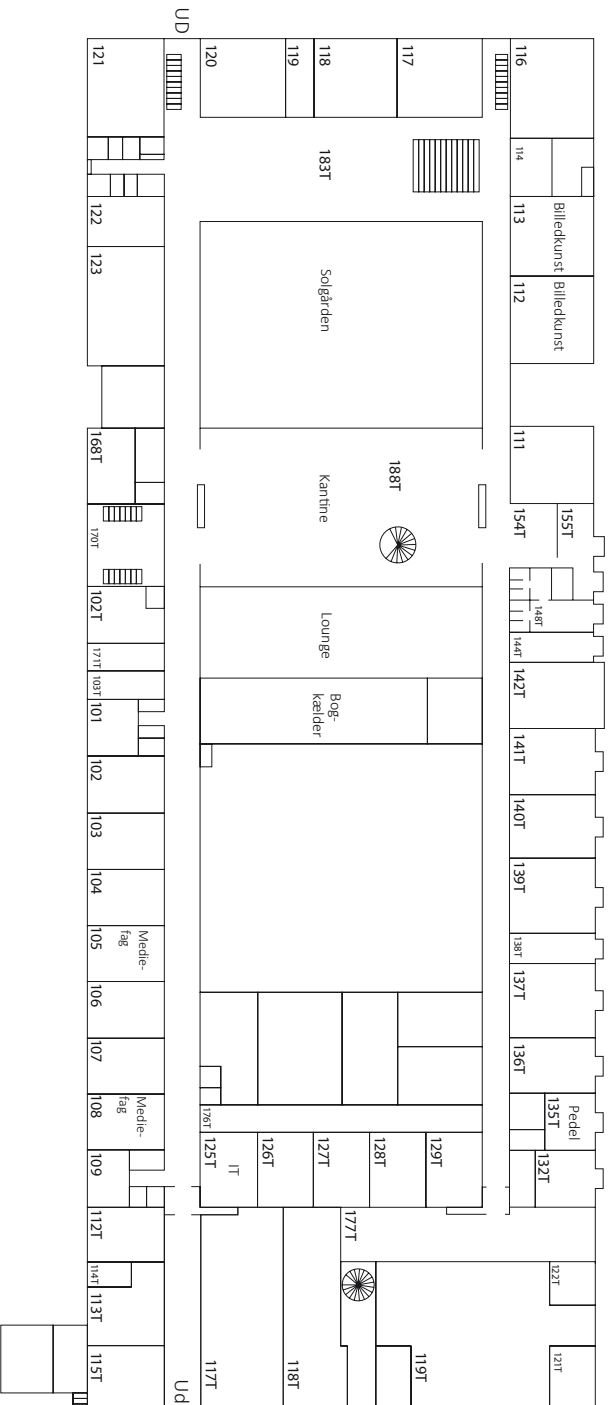 UD
121
120
119
118
117
116
183T
114
122
113
Billedkunst
123
Solgården
112
Billedkunst
168T
Kantine
188T
111
170T
154T
155T
102T
Lounge
148T
171T
144T
103T
142T
101
Bog-
kælder
102
141T
103
140T
104
139T
105
Medie-
fag
138T
106
137T
107
136T
108
Medie-
fag
176T
135T
Pedel
109
125T
IT
126T
127T
128T
129T
132T
112T
177T
114T
122T
113T
115T
Ud
117T
118T
119T
121T